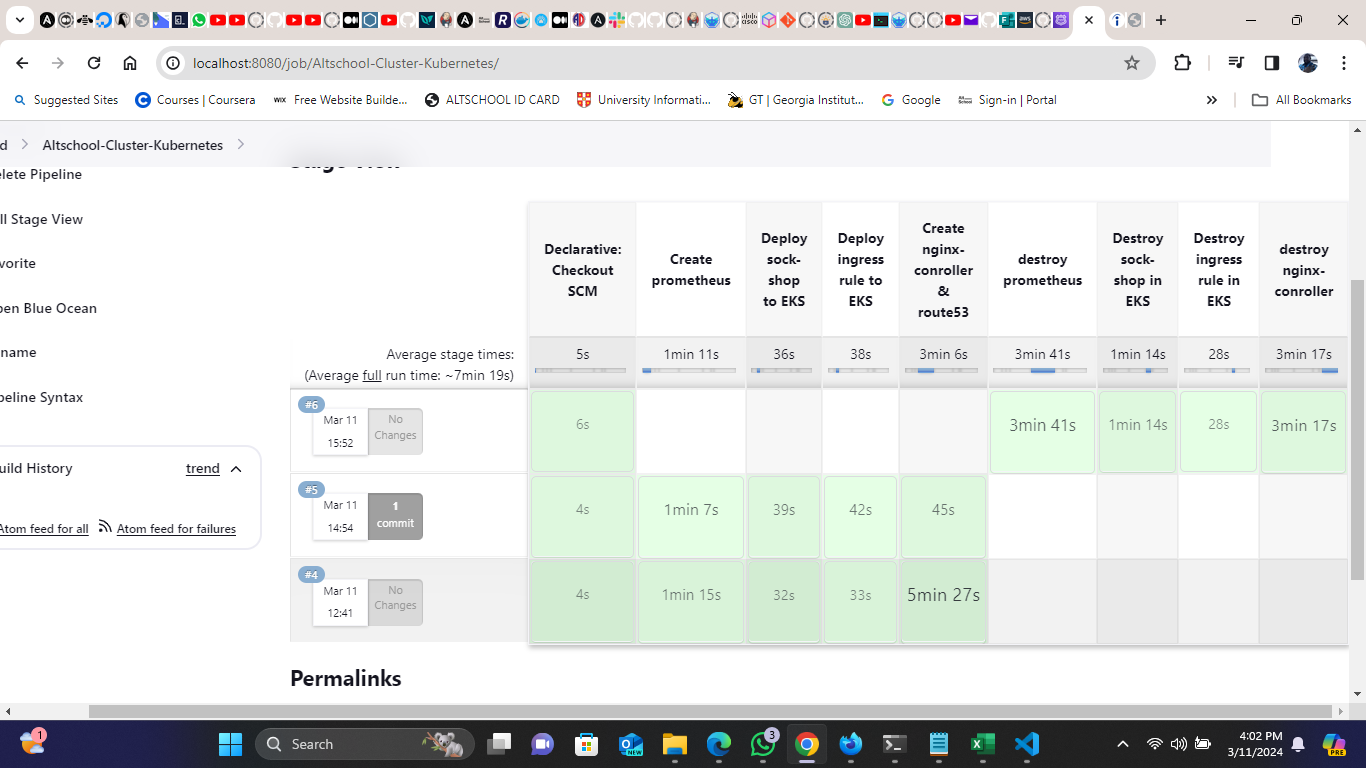 localhost:8080/job/Altschool-Cluster-Kubernetes/
Suggested Sites
Courses | Coursera
WIX Free Website Builde...
ALTSCHOOL ID CARD
University Informati...
GT | Georgia Institut...
Google
Sign-in | Portal
»
All Bookmarks
d
Altschool-Cluster-Kubernetes
elete Pipeline
ll Stage View
avorite
pen Blue Ocean
name
peline Syntax
uild History
trend
Atom feed for all
Atom feed for failures
Stage View
Declarative:
Checkout
SCM
Create
prometheus
Deploy
sock-
shop
to EKS
Deploy
ingress
rule to
EKS
Create
nginx-
conroller
&
route53
destroy
prometheus
Destroy
sock-
shop in
EKS
Destroy
ingress
rule in
EKS
destroy
nginx-
conroller
Average stage times:
(Average full run time: ~7min 19s)
5s
1min 11s
36s
38s
3min 6s
3min 41s
1min 14s
28s
3min 17s
#6
Mar 11
15:52
No
Changes
6s
3min 41s
1min 14s
28s
3min 17s
#5
Mar 11
14:54
1
commit
4s
1min 7s
39s
42s
45s
#4
Mar 11
12:41
No
Changes
4s
1min 15s
32s
33s
5min 27s
Permalinks
1
Search
NEW
3
4:02 PM
3/11/2024
PRE